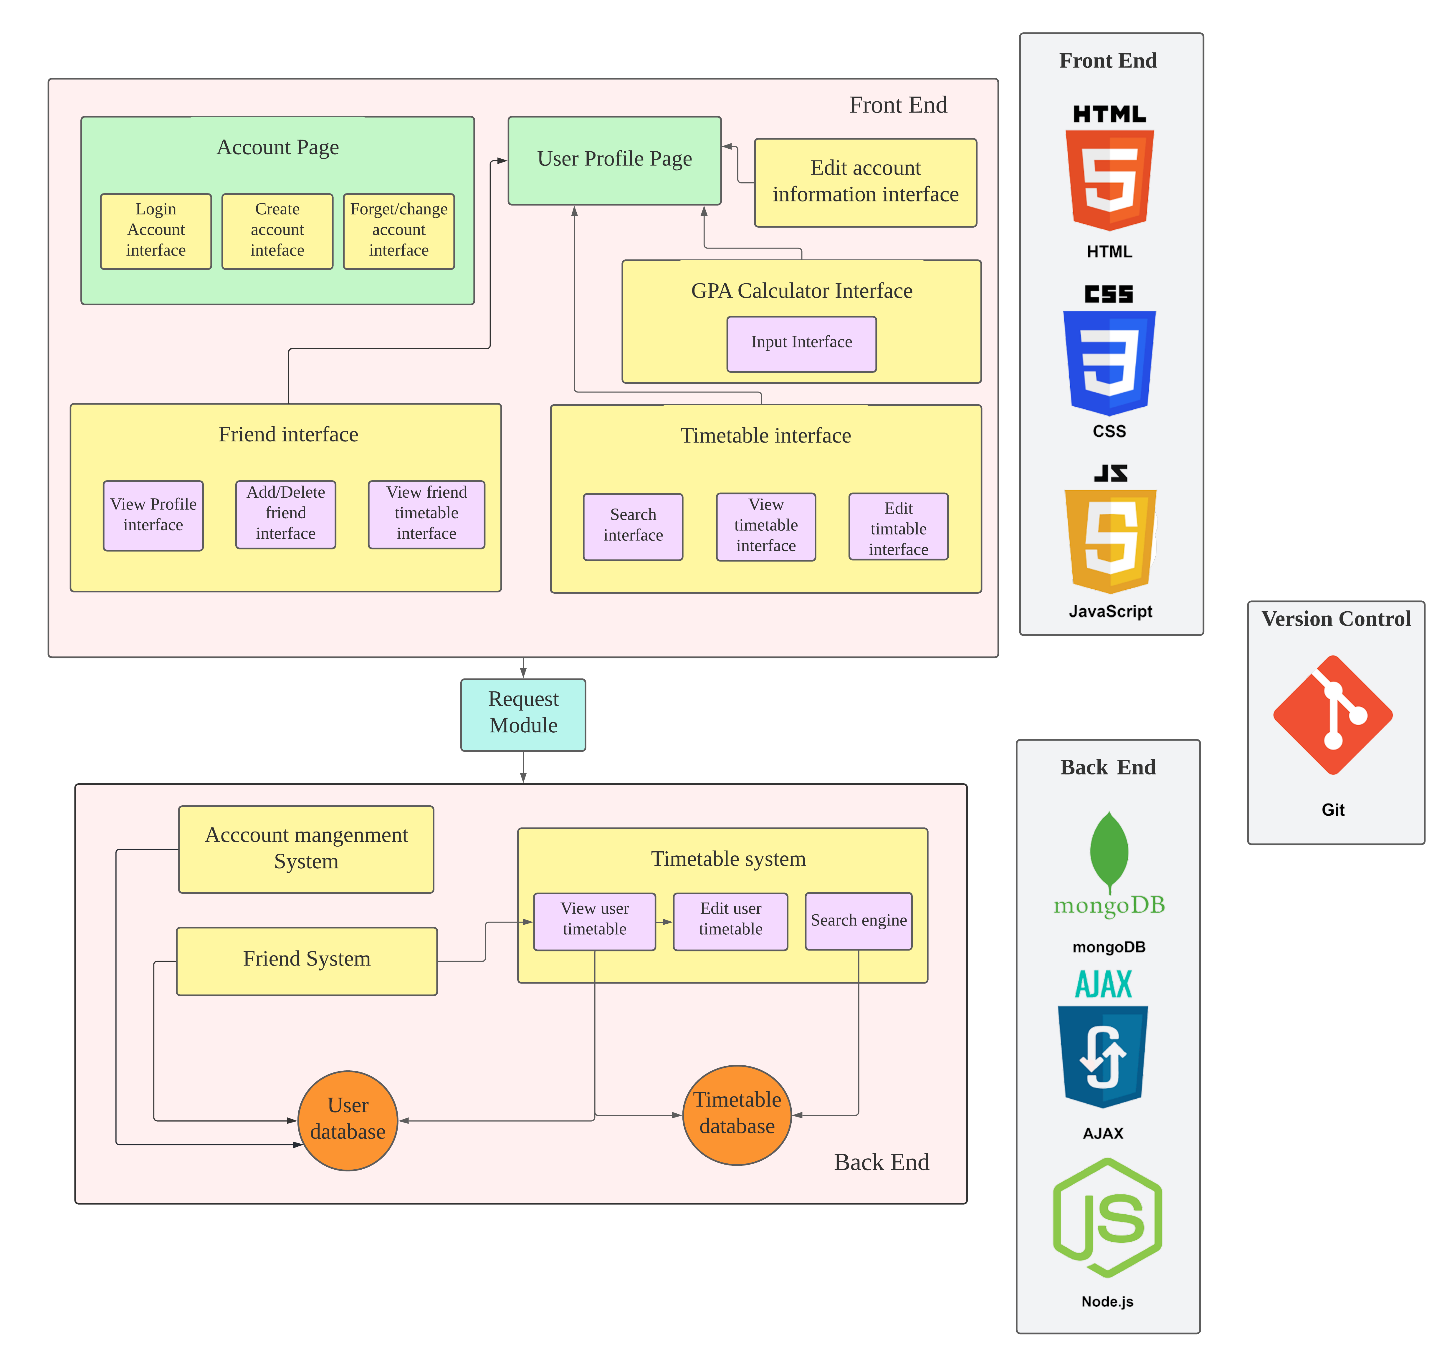 Front End
Account Page
Login
Account
interface
Create
account
inteface
Forget/change
account
interface
User Profile Page
Edit account
information interface
GPA Calculator Interface
Input Interface
Friend interface
View Profile
interface
Add/Delete
friend
interface
View friend
timetable
interface
Timetable interface
Search
interface
View
timetable
interface
Edit
timtable
interface
Request
Module
Acccount mangenment
System
Friend System
Timetable system
View user
timetable
Edit user
timetable
Search engine
User
database
Timetable
database
Back End
Front End
HTML
5
HTML
CSS
3
CSS
JS
JavaScript
Version Control
Git
Back End
mongoDB
mongoDB
AJAX
AJAX
JS
Node.js